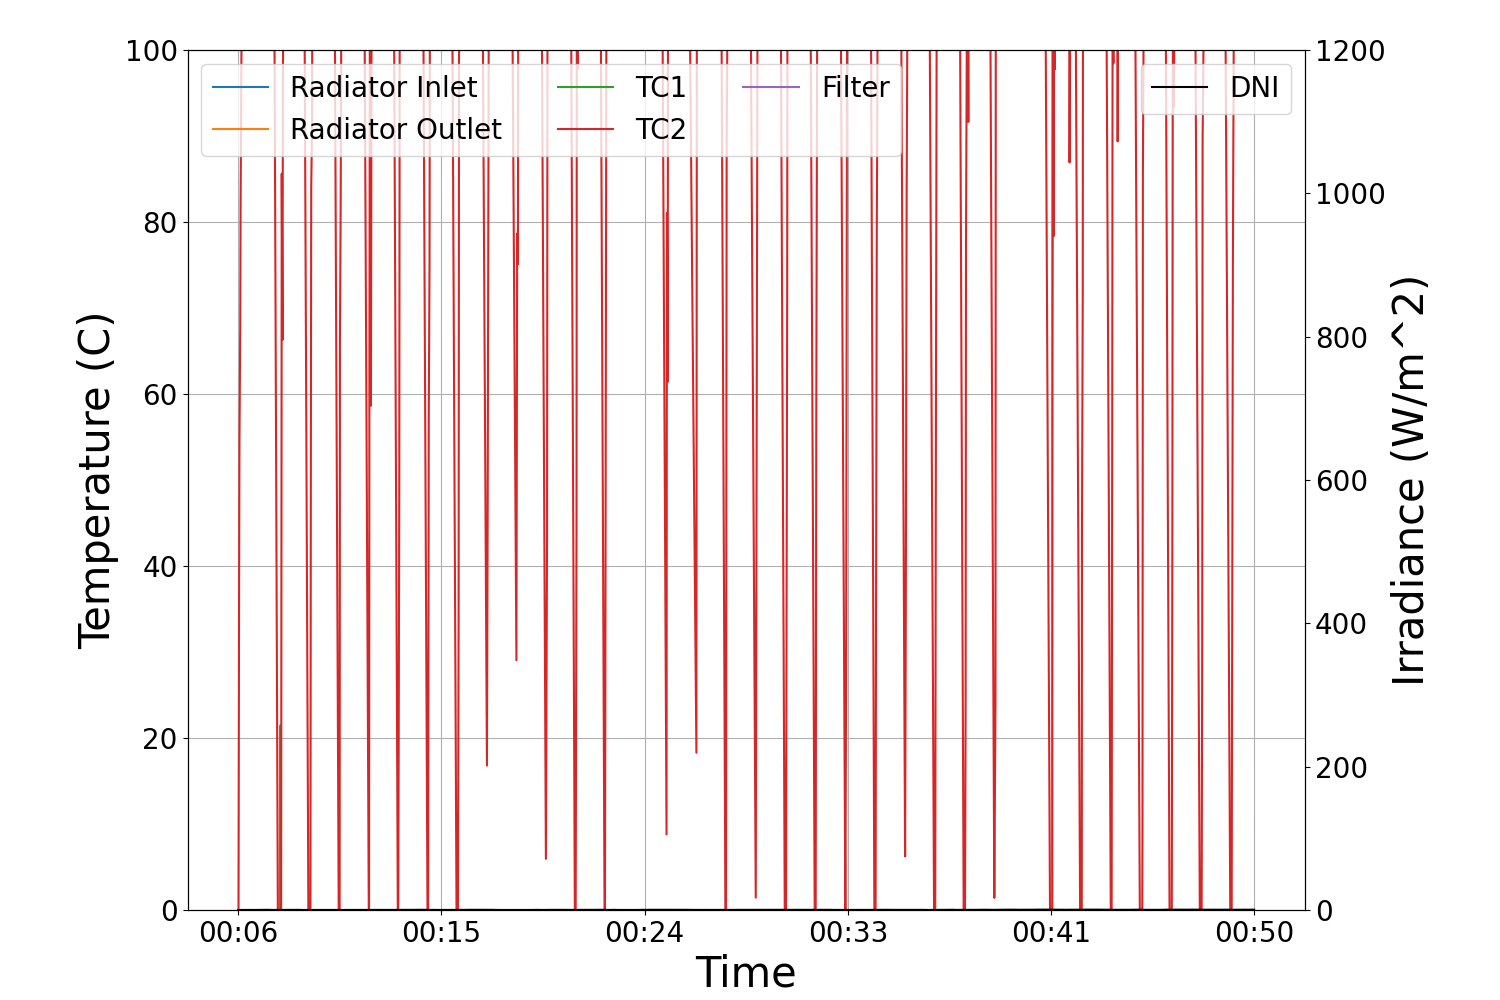 100
80
60
40
20
0
Temperature (C)
Radiator Inlet
Radiator Outlet
TC1
TC2
Filter
DNI
1200
1000
800
600
400
200
0
Irradiance (W/m^2)
00:06 00:15 00:24 00:33 00:41 00:50
Time